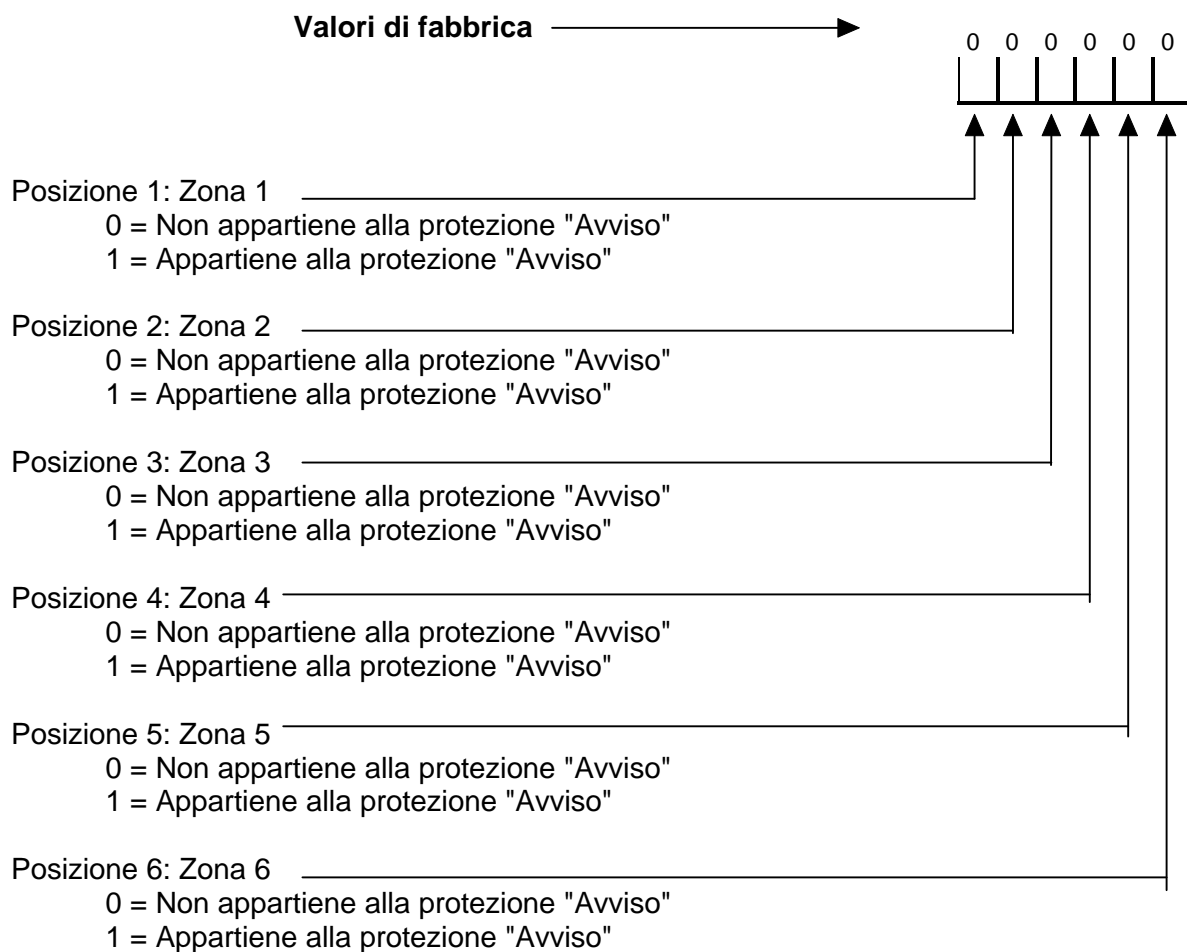 Valori di fabbrica
0 0 0 0 0 0
Posizione 1: Zona 1
0 = Non appartiene alla protezione "Avviso"
1 = Appartiene alla protezione "Avviso"
Posizione 2: Zona 2
0 = Non appartiene alla protezione "Avviso"
1 = Appartiene alla protezione "Avviso"
Posizione 3: Zona 3
0 = Non appartiene alla protezione "Avviso"
1 = Appartiene alla protezione "Avviso"
Posizione 4: Zona 4
0 = Non appartiene alla protezione "Avviso"
1 = Appartiene alla protezione "Avviso"
Posizione 5: Zona 5
0 = Non appartiene alla protezione "Avviso"
1 = Appartiene alla protezione "Avviso"
Posizione 6: Zona 6
0 = Non appartiene alla protezione "Avviso"
1 = Appartiene alla protezione "Avviso"